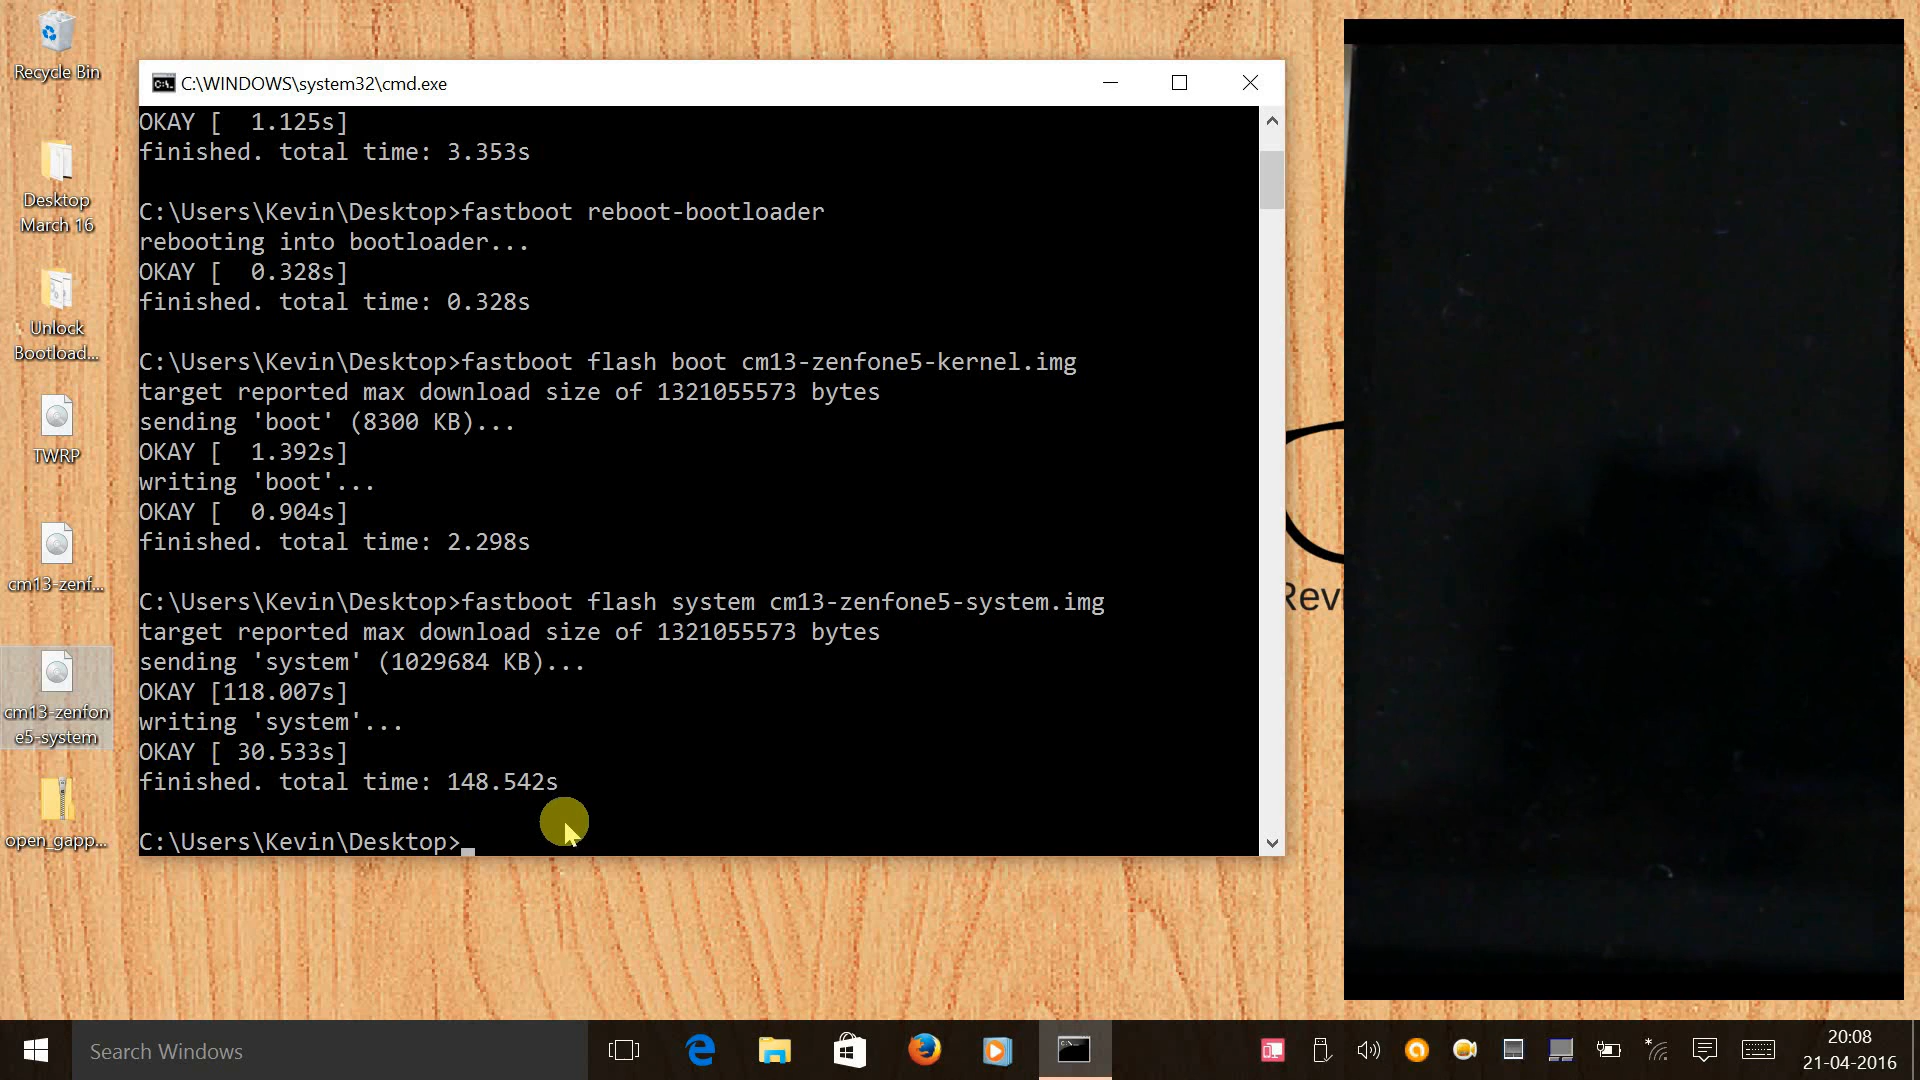 Recycle Bin
Desktop
March 16
Unlock
Bootload...
TWRP
cm13-zenf...
cm13-zenfon
e5-system
open_gapp...
C:\WINDOWS\system32\cmd.exe
OKAY [  1.125s]
finished. total time: 3.353s
C:\Users\Kevin\Desktop>fastboot reboot-bootloader
rebooting into bootloader...
OKAY [  0.328s]
finished. total time: 0.328s
C:\Users\Kevin\Desktop>fastboot flash boot cm13-zenfone5-kernel.img
target reported max download size of 1321055573 bytes
sending 'boot' (8300 KB)...
OKAY [  1.392s]
writing 'boot'...
OKAY [  0.904s]
finished. total time: 2.298s
C:\Users\Kevin\Desktop>fastboot flash system cm13-zenfone5-system.img
target reported max download size of 1321055573 bytes
sending 'system' (1029684 KB)...
OKAY [118.007s]
writing 'system'...
OKAY [ 30.533s]
finished. total time: 148.542s
C:\Users\Kevin\Desktop>
Rev
Search Windows
20:08
21-04-2016